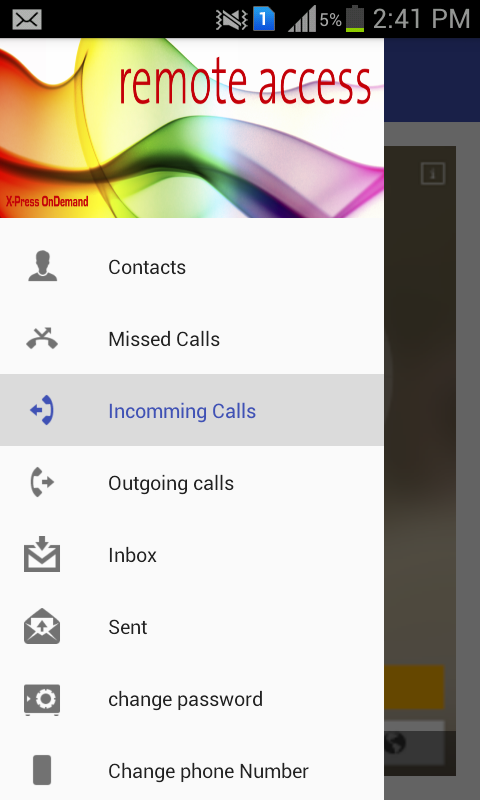 1 5% 2:41 PM
remote access
X-Press OnDemand
Contacts
Missed Calls
Incomming Calls
Outgoing calls
Inbox
Sent
change password
Change phone Number